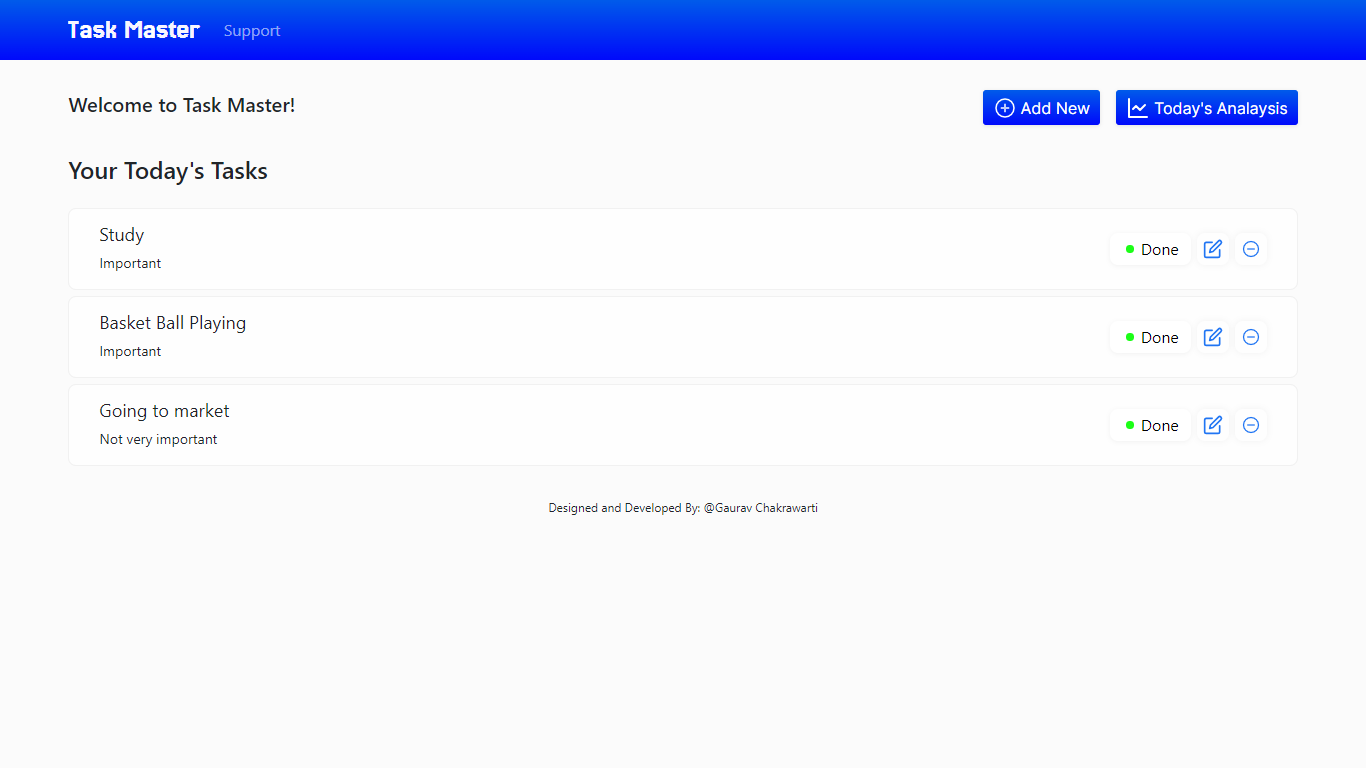 Task Master Support
Welcome to Task Master!
Add New
Today's Analaysis
Your Today's Tasks
Study
Important
Done
Basket Ball Playing
Important
Done
Going to market
Not very important
Done
Designed and Developed By: @Gaurav Chakrawarti